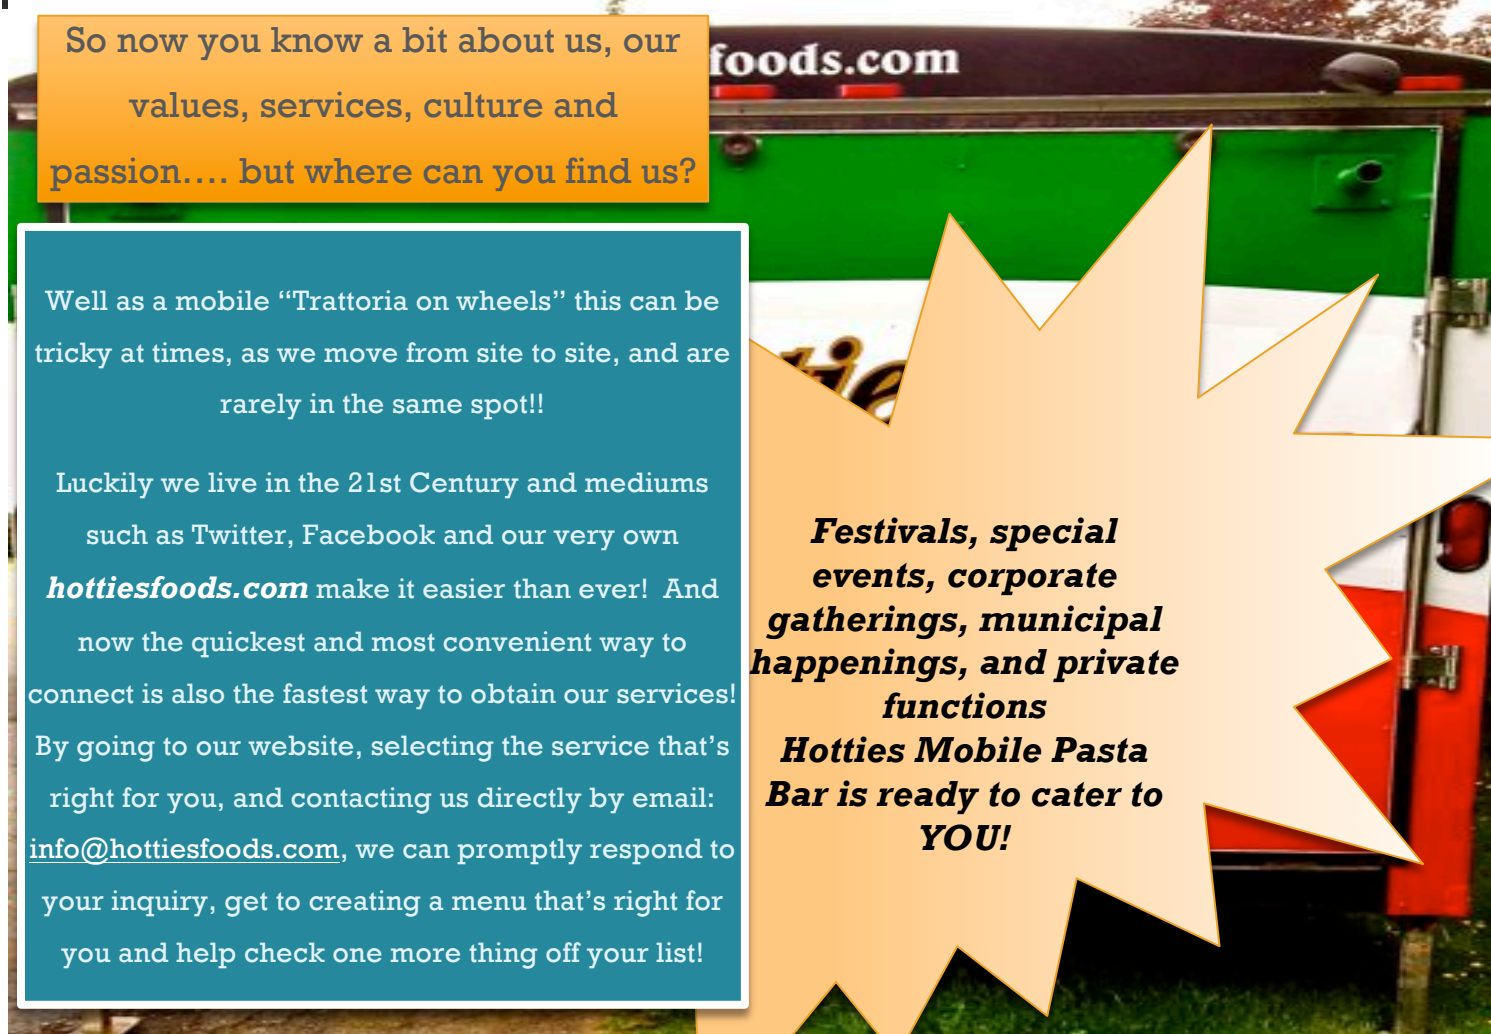 So now you know a bit about us, our
values, services, culture and
passion.... but where can you find us?
foods.com
Well as a mobile “Trattoria on wheels” this can be
tricky at times, as we move from site to site, and are
rarely in the same spot!!
Luckily we live in the 21st Century and mediums
such as Twitter, Facebook and our very own
hottiesfoods.com make it easier than ever!  And
now the quickest and most convenient way to
connect is also the fastest way to obtain our services!
By going to our website, selecting the service that’s
right for you, and contacting us directly by email:
info@hottiesfoods.com, we can promptly respond to
your inquiry, get to creating a menu that’s right for
you and help check one more thing off your list!
tie
Festivals, special
events, corporate
gatherings, municipal
happenings, and private
functions
Hotties Mobile Pasta
Bar is ready to cater to
YOU!